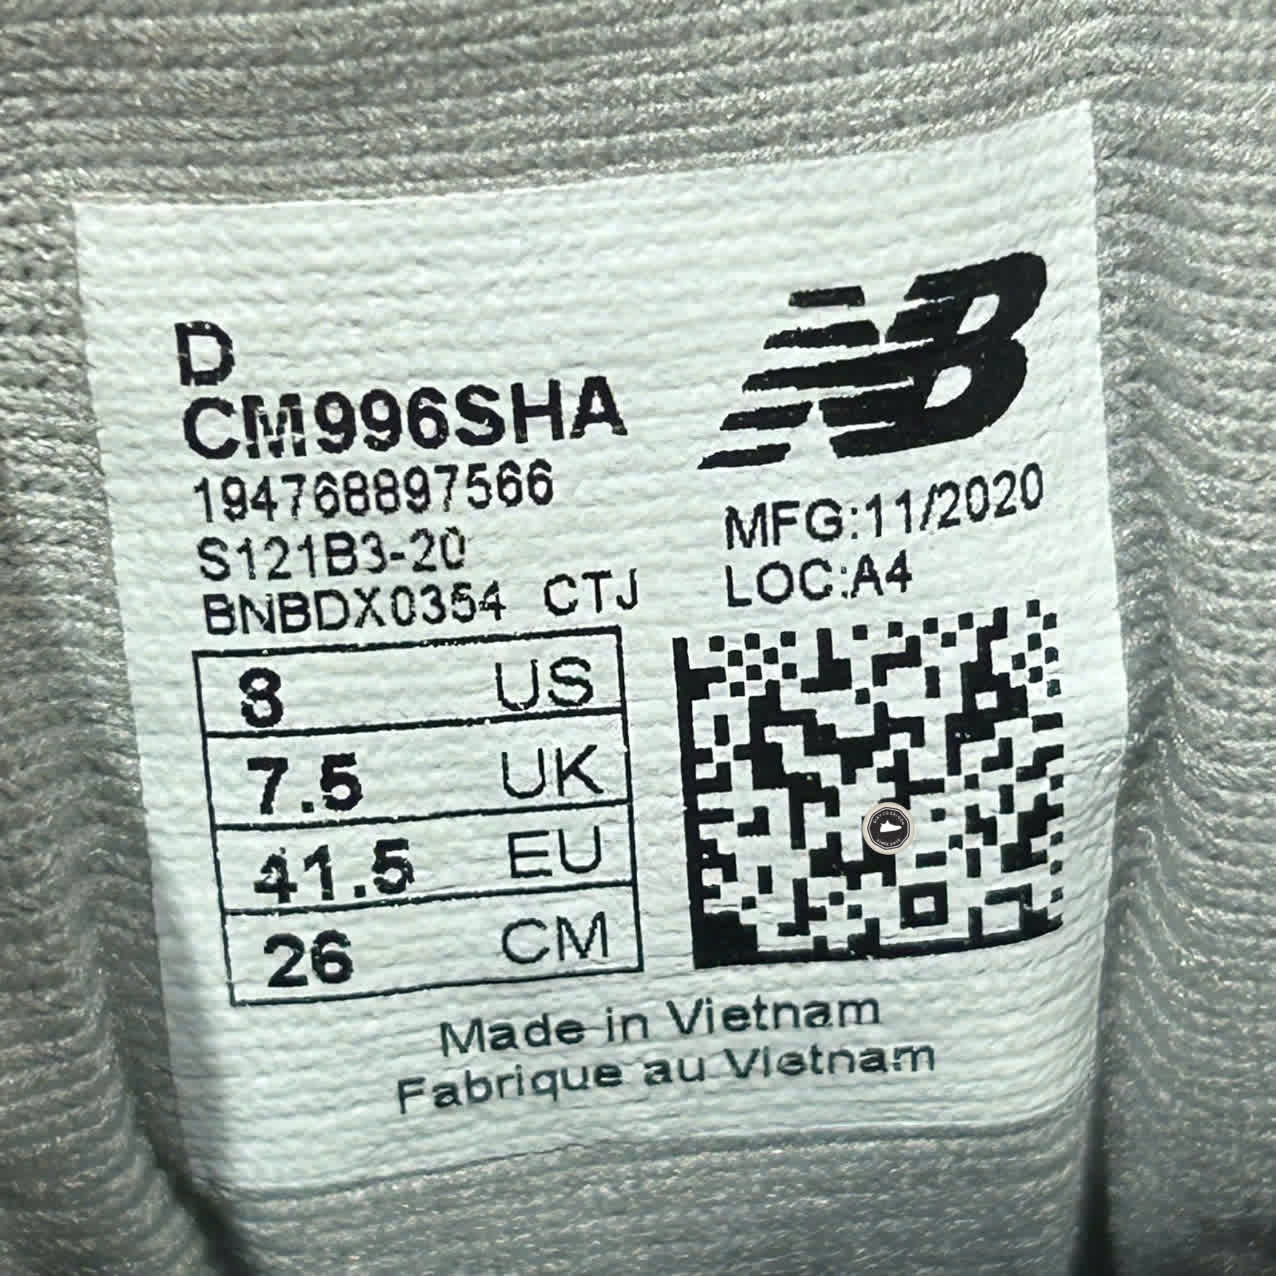 D
CM996SHA
194768897566
S121B3-20
BNBDX0354 CTJ
NB
MFG:11/2020
LOC:A4
8 US
7.5 UK
41.5 EU
26 CM
Made in Vietnam
Fabrique au Vietnam